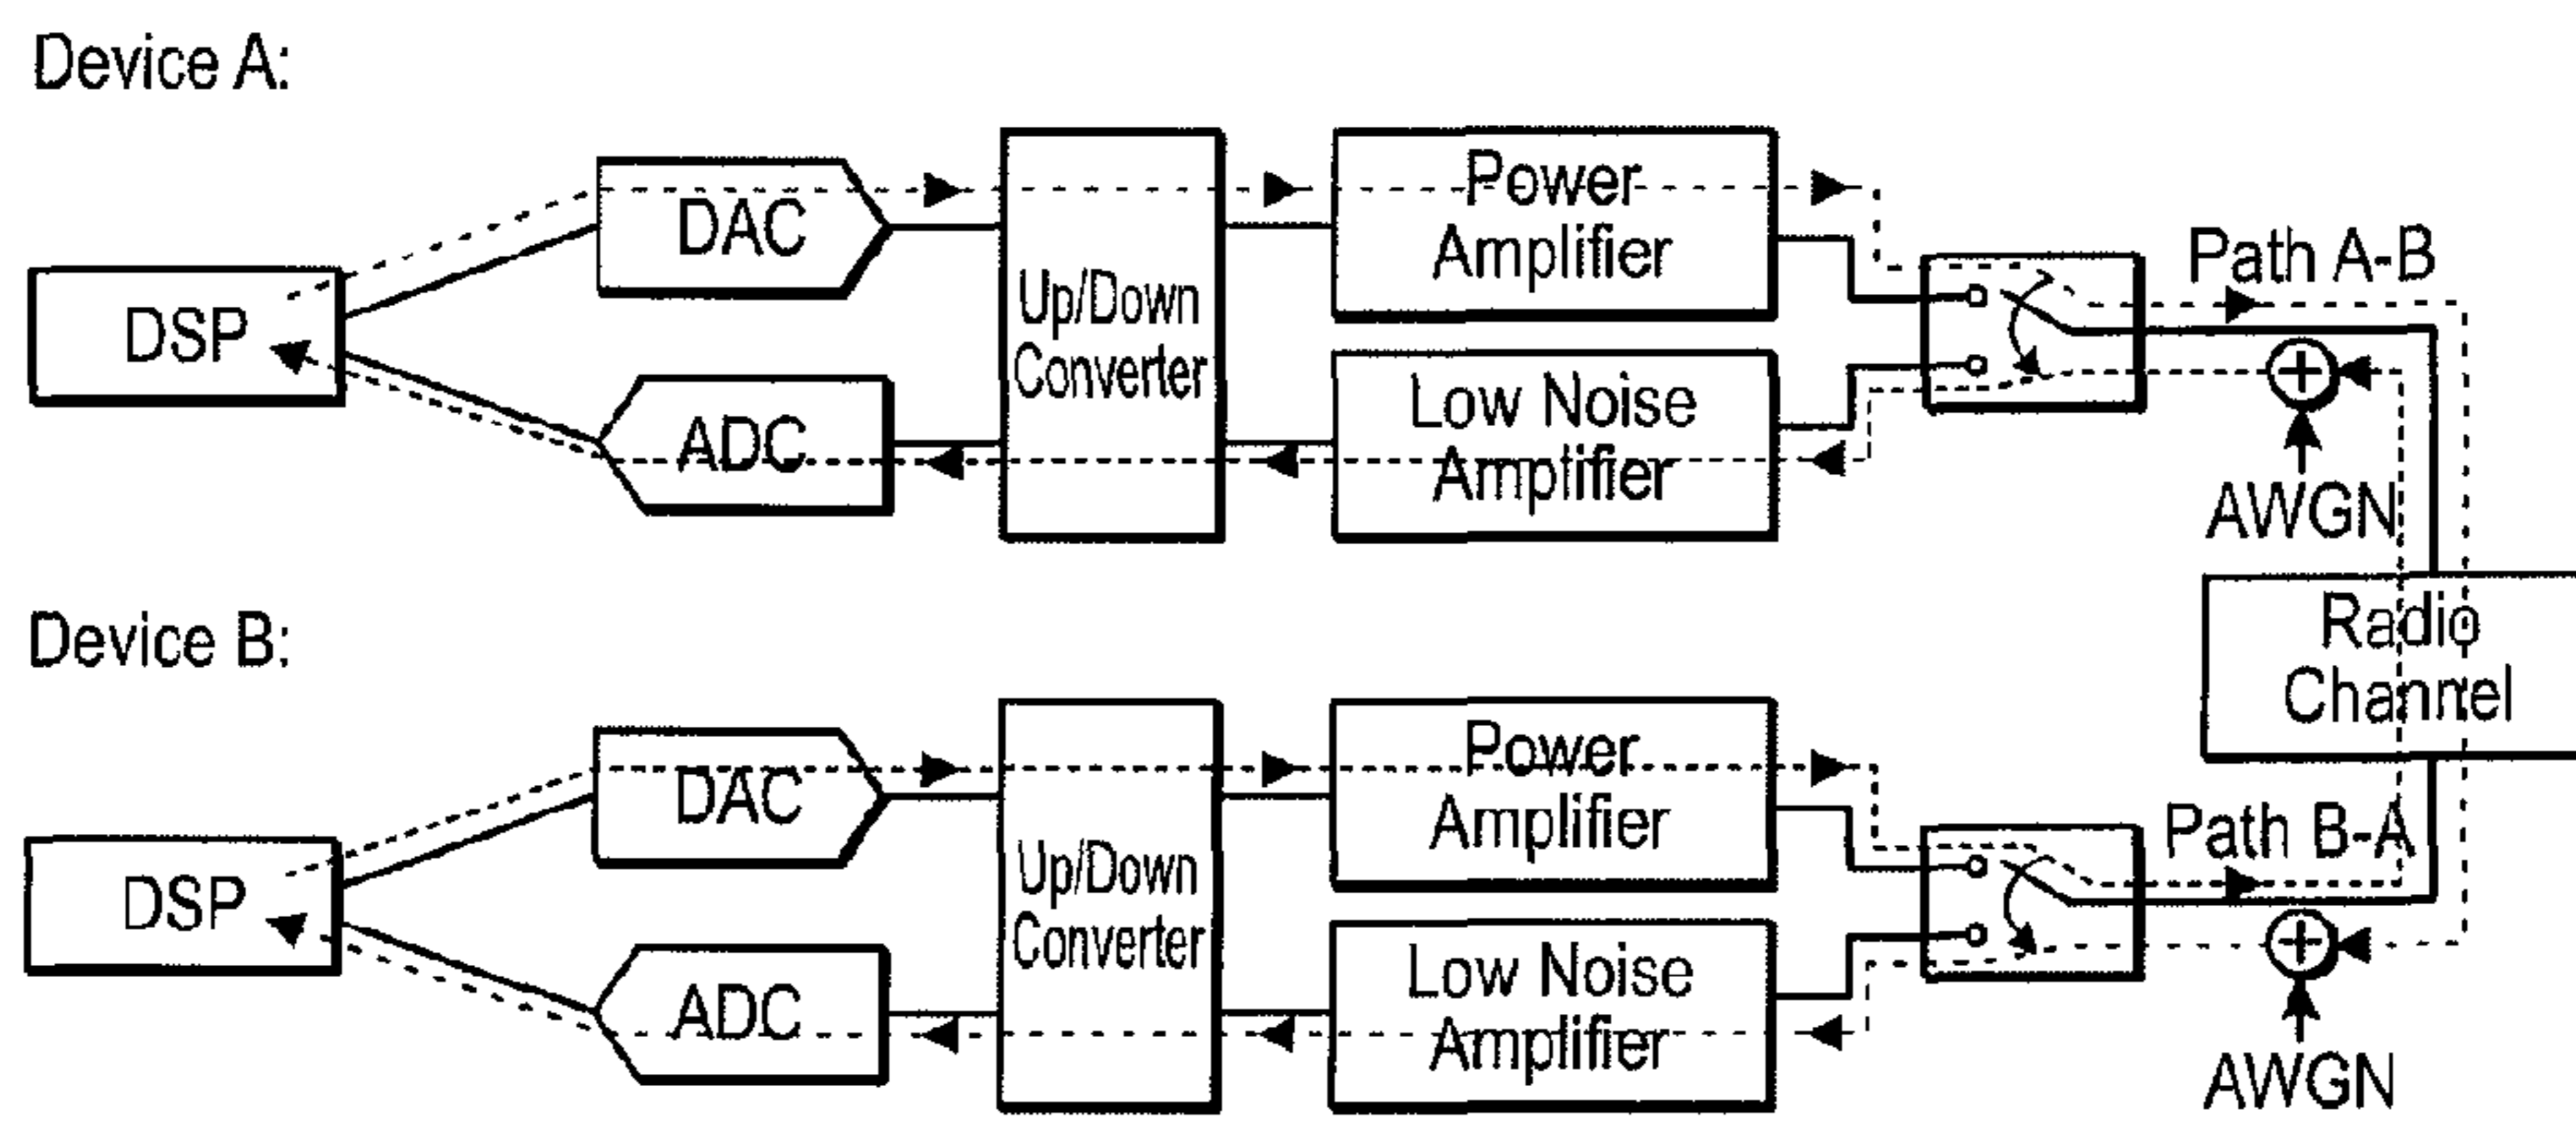 Device A:
DSP
DAC
ADC
Up/Down
Converter
Power
Amplifier
Low Noise
Amplifier
Path A-B
AWGN
Radio
Channel
Device B:
DSP
DAC
ADC
Up/Down
Converter
Power
Amplifier
Low Noise
Amplifier
Path B-A
AWGN